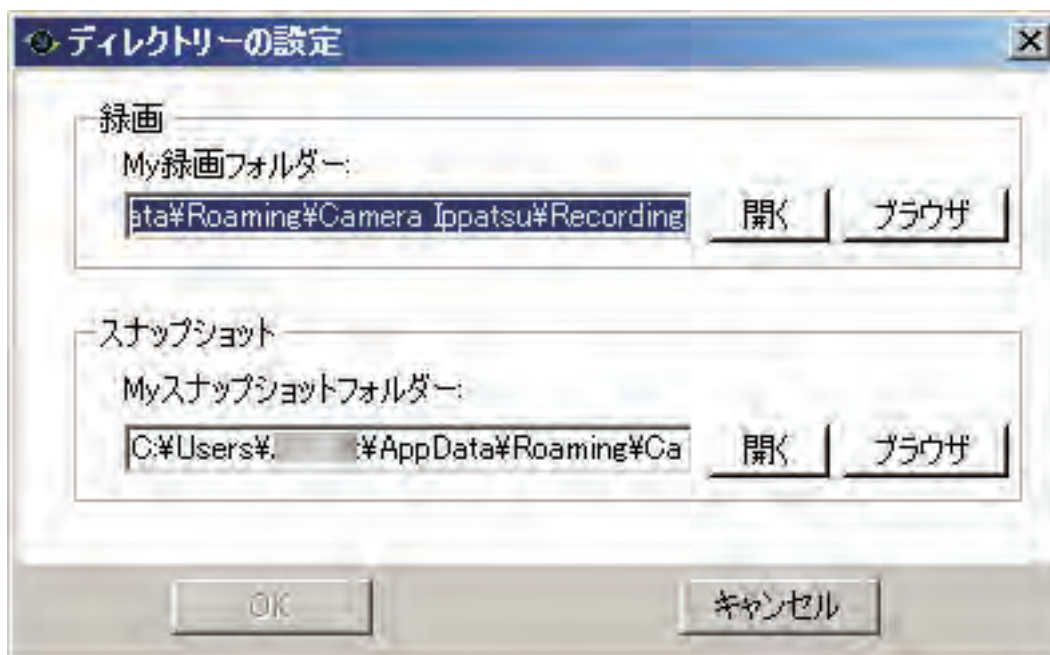 ディレクトリーの設定
録画
My録画フォルダー:
ata¥Roaming¥Camera Ippatsu¥Recording
開く
ブラウザ
スナップショット
Myスナップショットフォルダー:
C:¥Users¥ ¥AppData¥Roaming¥Ca
開く
ブラウザ
OK
キャンセル